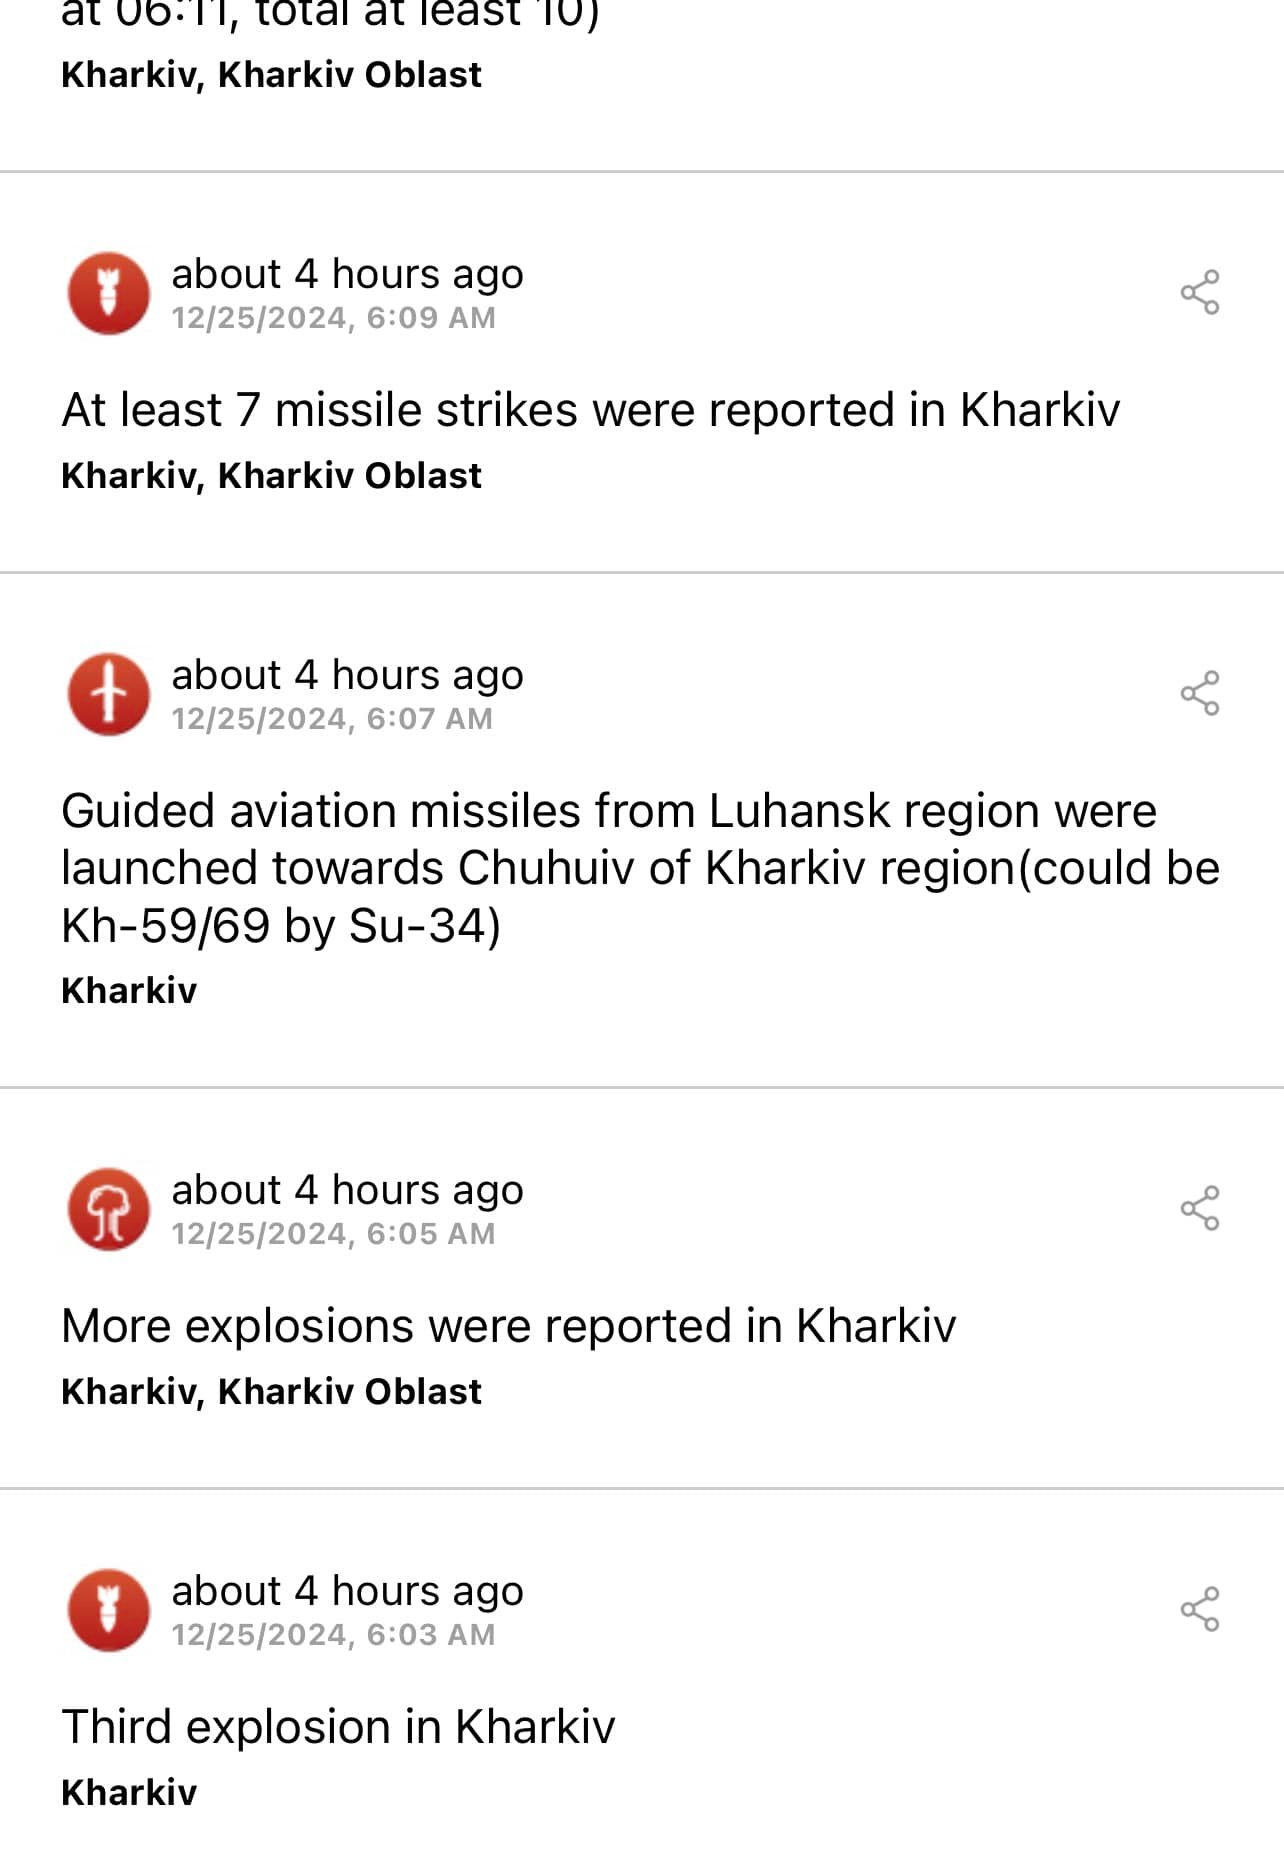 at 06:11, total at least 10)
Kharkiv, Kharkiv Oblast
about 4 hours ago
12/25/2024, 6:09 AM
At least 7 missile strikes were reported in Kharkiv
Kharkiv, Kharkiv Oblast
about 4 hours ago
12/25/2024, 6:07 AM
Guided aviation missiles from Luhansk region were
launched towards Chuhuiv of Kharkiv region(could be
Kh-59/69 by Su-34)
Kharkiv
about 4 hours ago
12/25/2024, 6:05 AM
More explosions were reported in Kharkiv
Kharkiv, Kharkiv Oblast
about 4 hours ago
12/25/2024, 6:03 AM
Third explosion in Kharkiv
Kharkiv